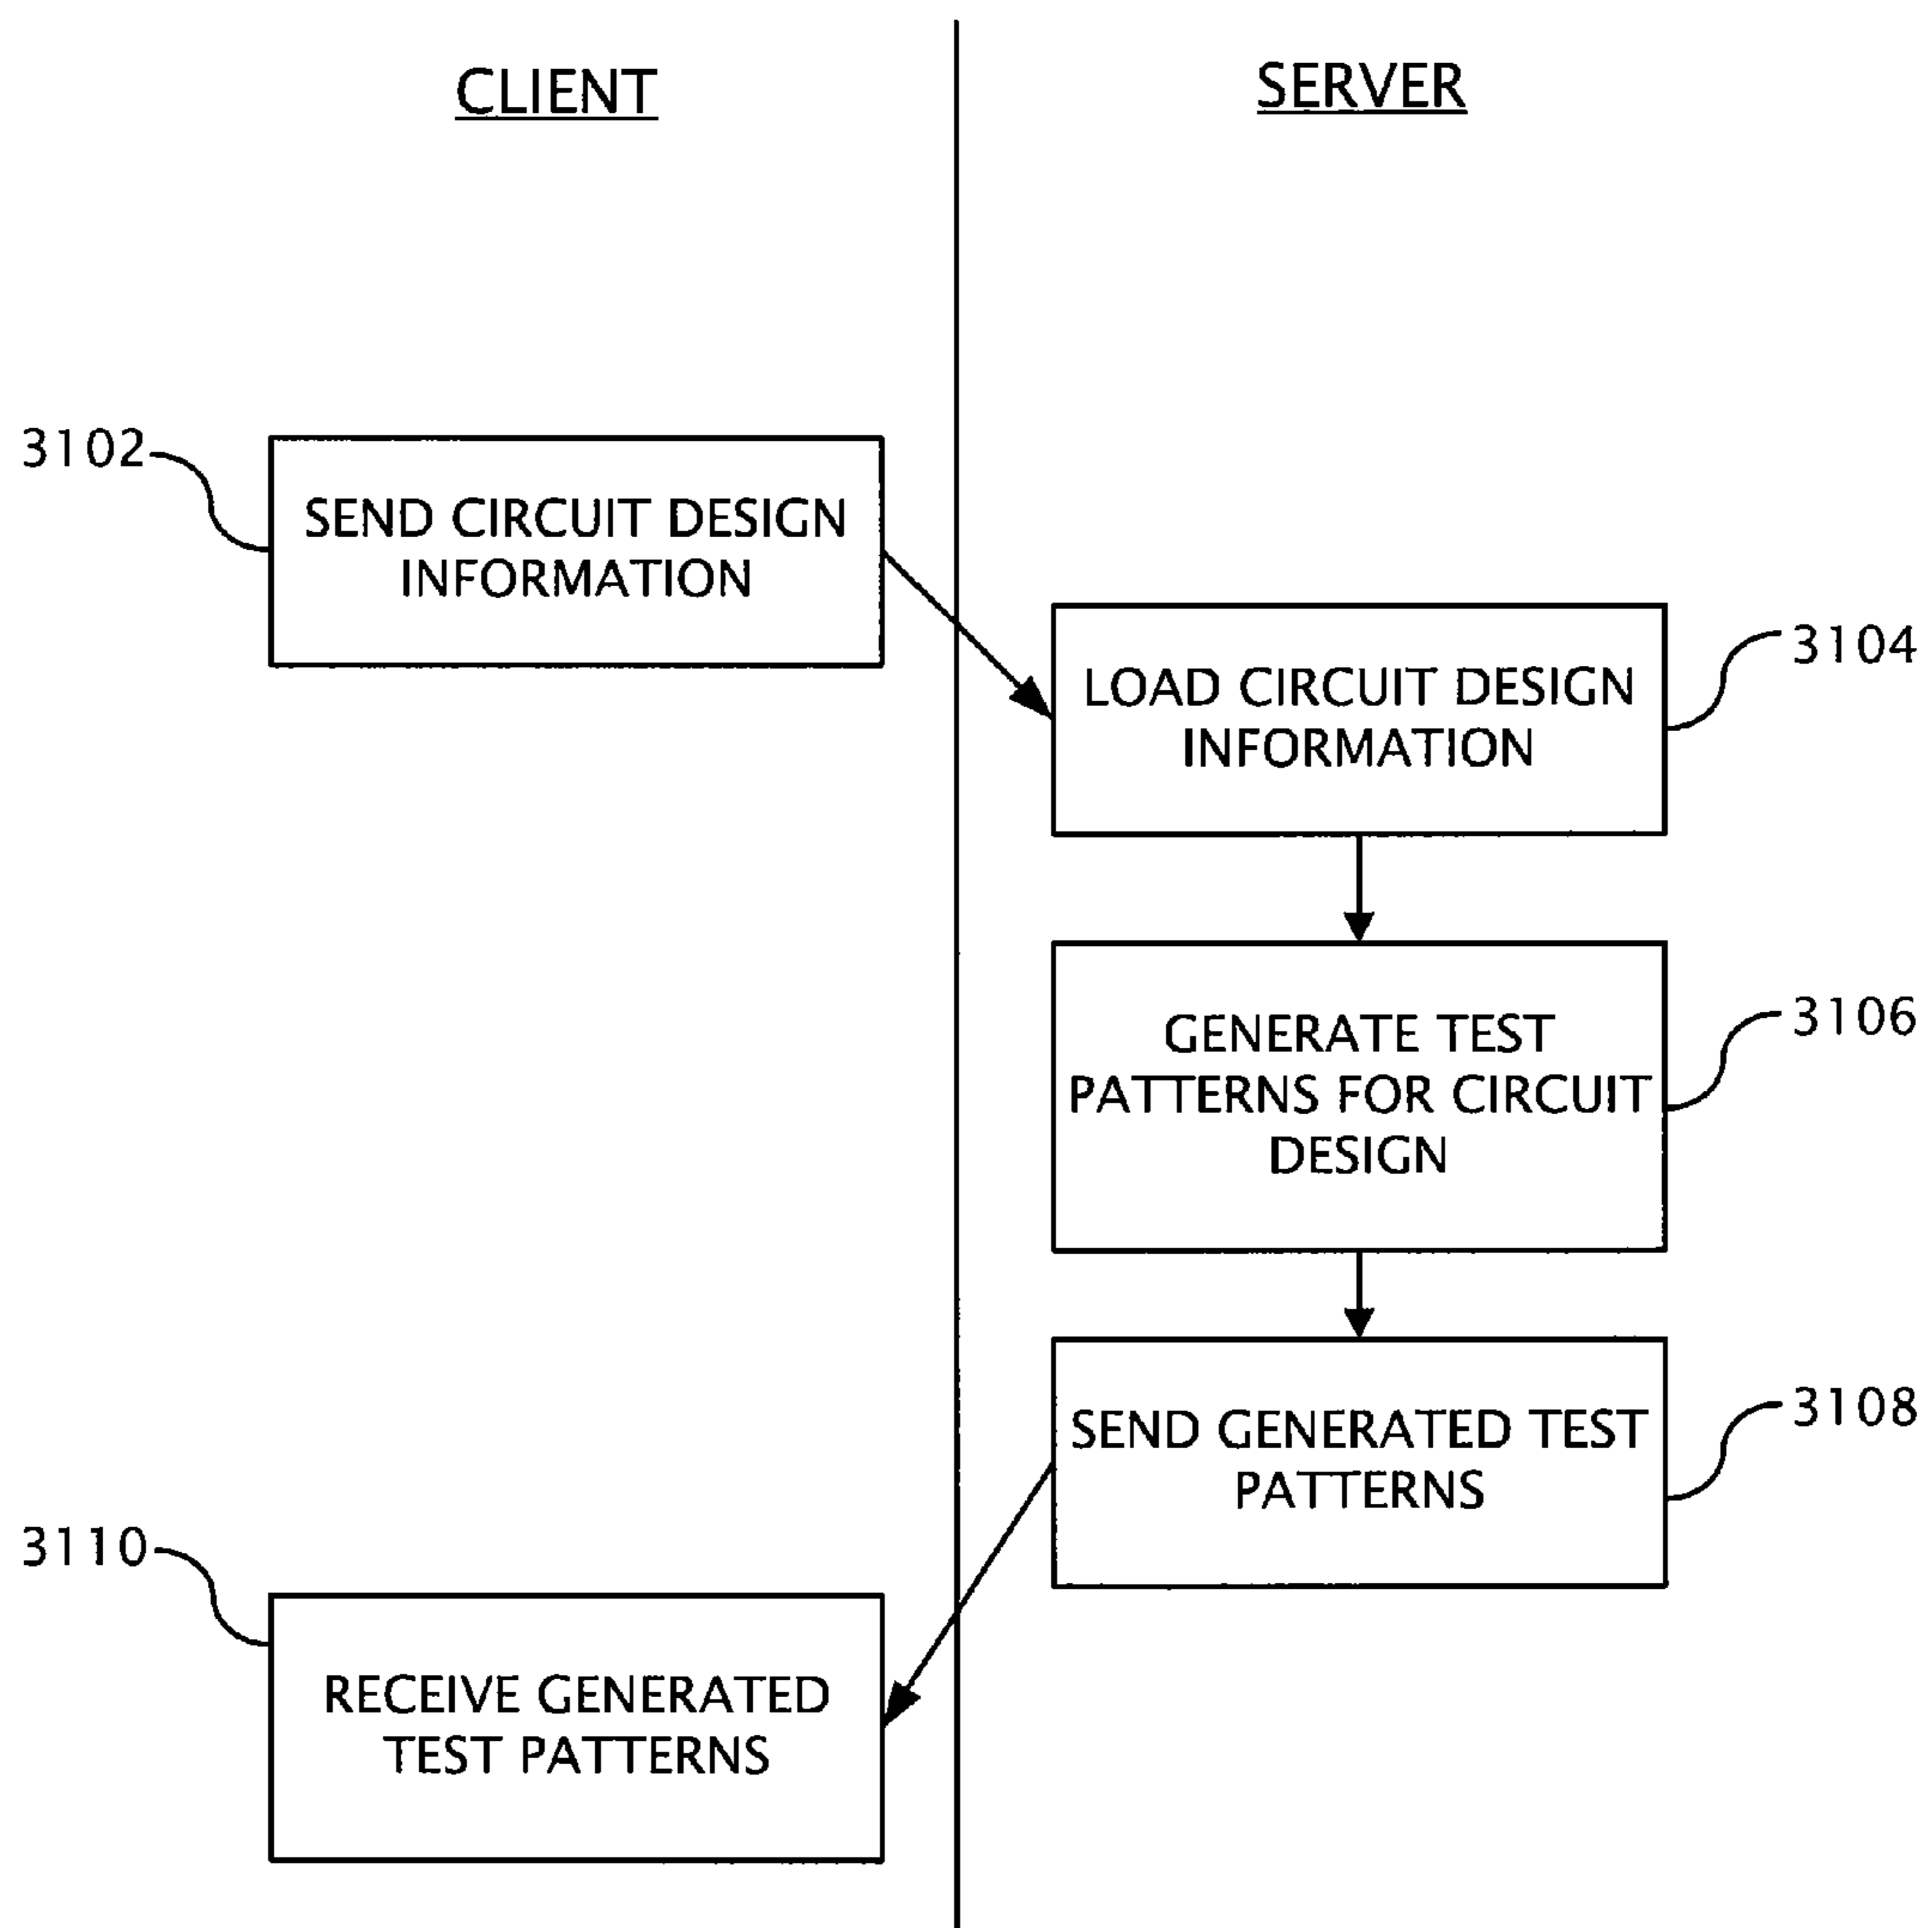 CLIENT
SERVER
3102
SEND CIRCUIT DESIGN
INFORMATION
3104
LOAD CIRCUIT DESIGN
INFORMATION
3106
GENERATE TEST
PATTERNS FOR CIRCUIT
DESIGN
3108
SEND GENERATED TEST
PATTERNS
3110
RECEIVE GENERATED
TEST PATTERNS